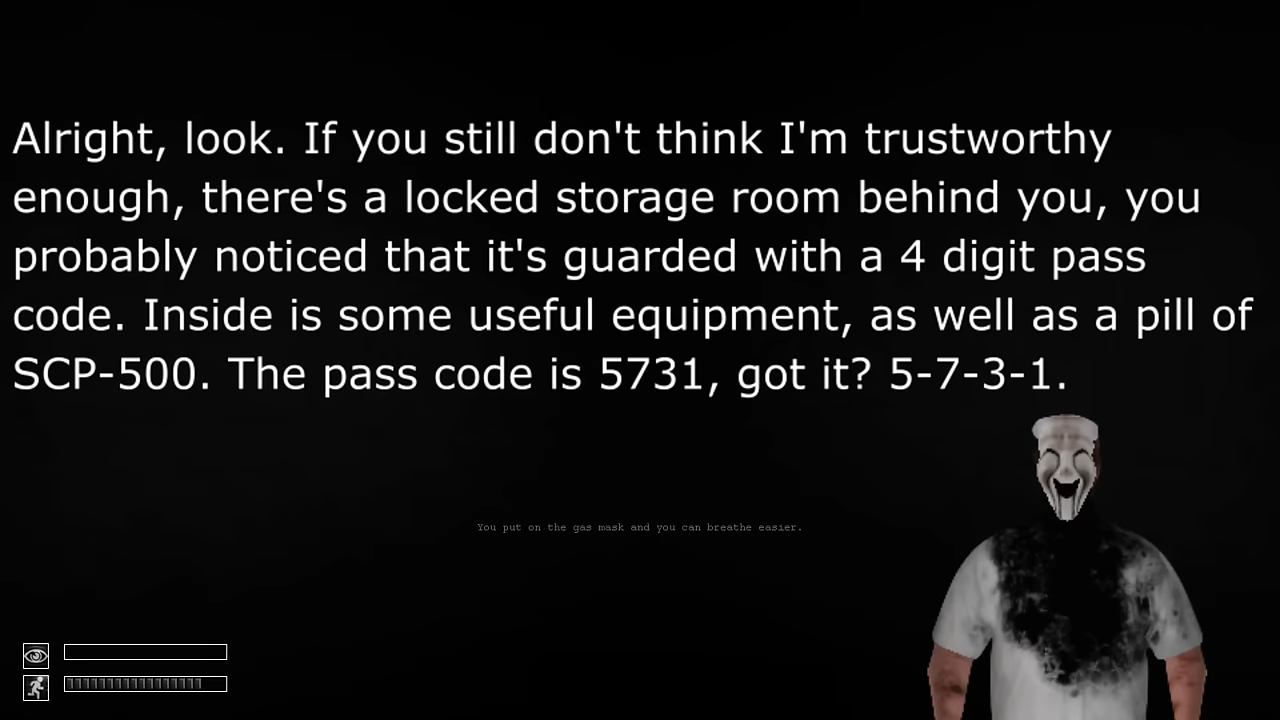 Alright, look. If you still don't think I'm trustworthy
enough, there's a locked storage room behind you, you
probably noticed that it's guarded with a 4 digit pass
code. Inside is some useful equipment, as well as a pill of
SCP-500. The pass code is 5731, got it? 5-7-3-1.
You put on the gas mask and you can breathe easier.